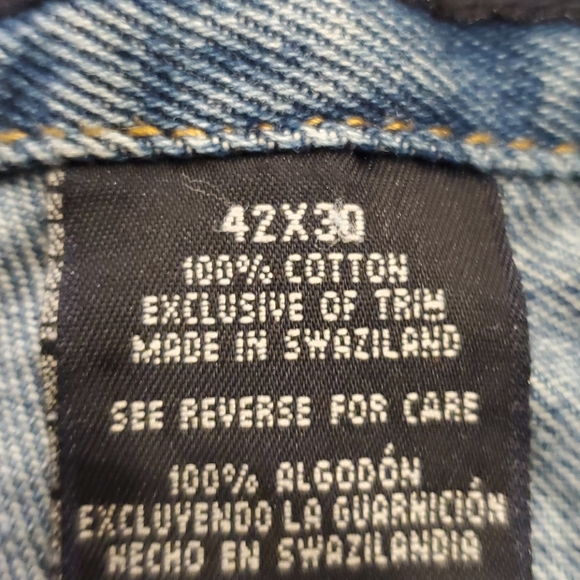 42X30
100% COTTON
EXCLUSIVE OF TRIM
MADE IN SWAZILAND
SEE REVERSE FOR CARE
100% ALGODÓN
EXCLUYENDO LA GUARNICIÓN
HECHO EN SWAZILANDIA